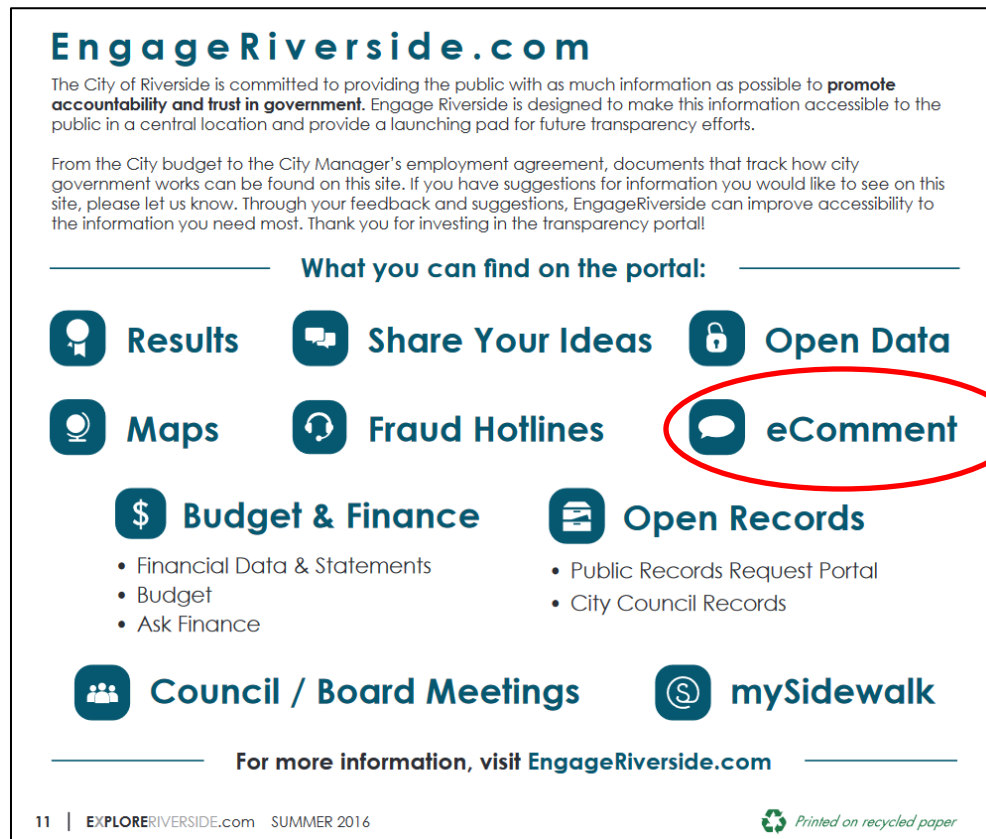 EngageRiverside.com
The City of Riverside is committed to providing the public with as much information as possible to promote
accountability and trust in government. Engage Riverside is designed to make this information accessible to the
public in a central location and provide a launching pad for future transparency efforts.
From the City budget to the City Manager's employment agreement, documents that track how city
government works can be found on this site. If you have suggestions for information you would like to see on this
site, please let us know. Through your feedback and suggestions, EngageRiverside can improve accessibility to
the information you need most. Thank you for investing in the transparency portal!
What you can find on the portal:
Results Share Your Ideas Open Data
Maps Fraud Hotlines eComment
$ Budget & Finance
• Financial Data & Statements
• Budget
• Ask Finance
Open Records
• Public Records Request Portal
• City Council Records
Council / Board Meetings S mySidewalk
For more information, visit EngageRiverside.com
11 | EXPLORERIVERSIDE.com SUMMER 2016 Printed on recycled paper